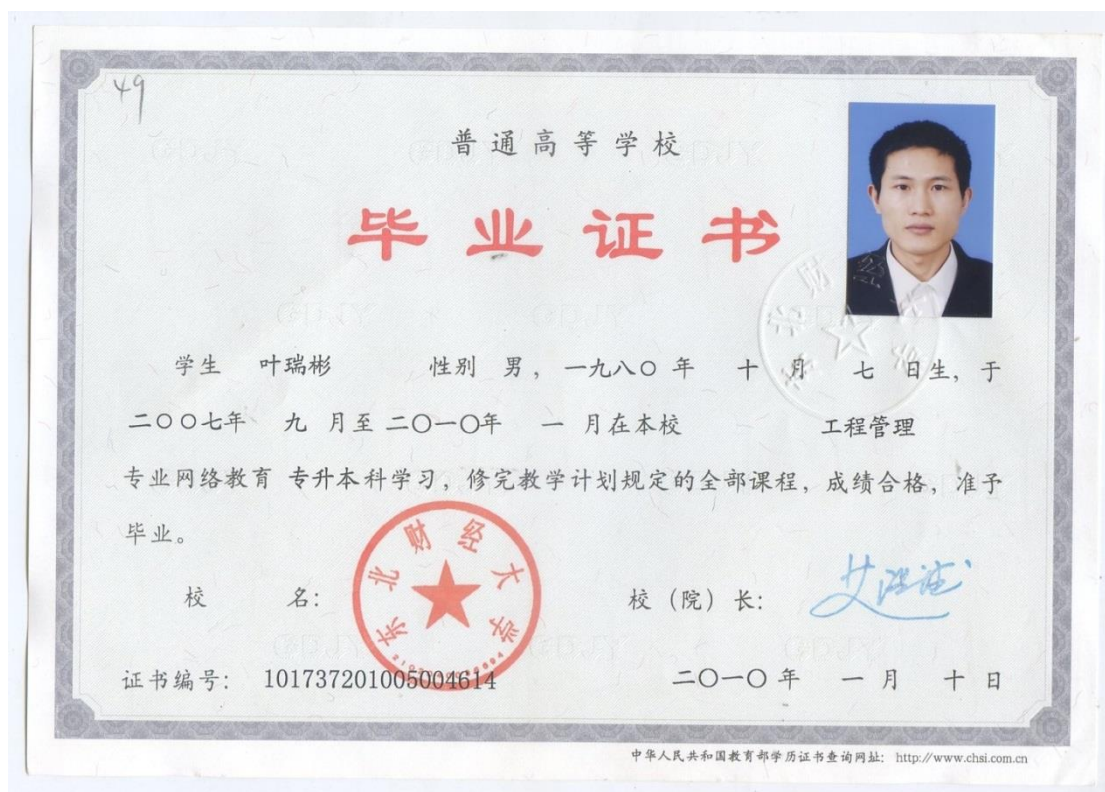 49
普通高等学校
毕业证书
学生 叶瑞彬 性别 男，一九八〇年 十 月 七 日生，于
二〇〇七年 九 月至 二〇一〇年 一 月在本校 工程管理
专业网络教育 专升本科学习，修完教学计划规定的全部课程，成绩合格，准予
毕业。
东北财经大学
校 名： 校（院）长：
证书编号： 101737201005004614 二〇一〇年 一 月 十 日
中华人民共和国教育部学历证书查询网址： http://www.chsi.com.cn